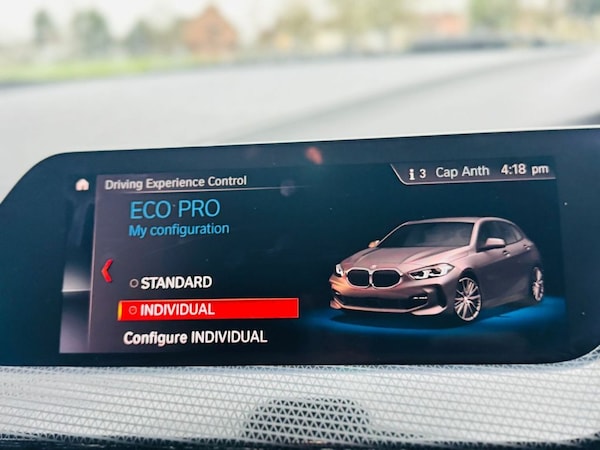 Driving Experience Control
i 3 Cap Anth 4:18 pm
ECO PRO
My configuration
STANDARD
INDIVIDUAL
Configure INDIVIDUAL